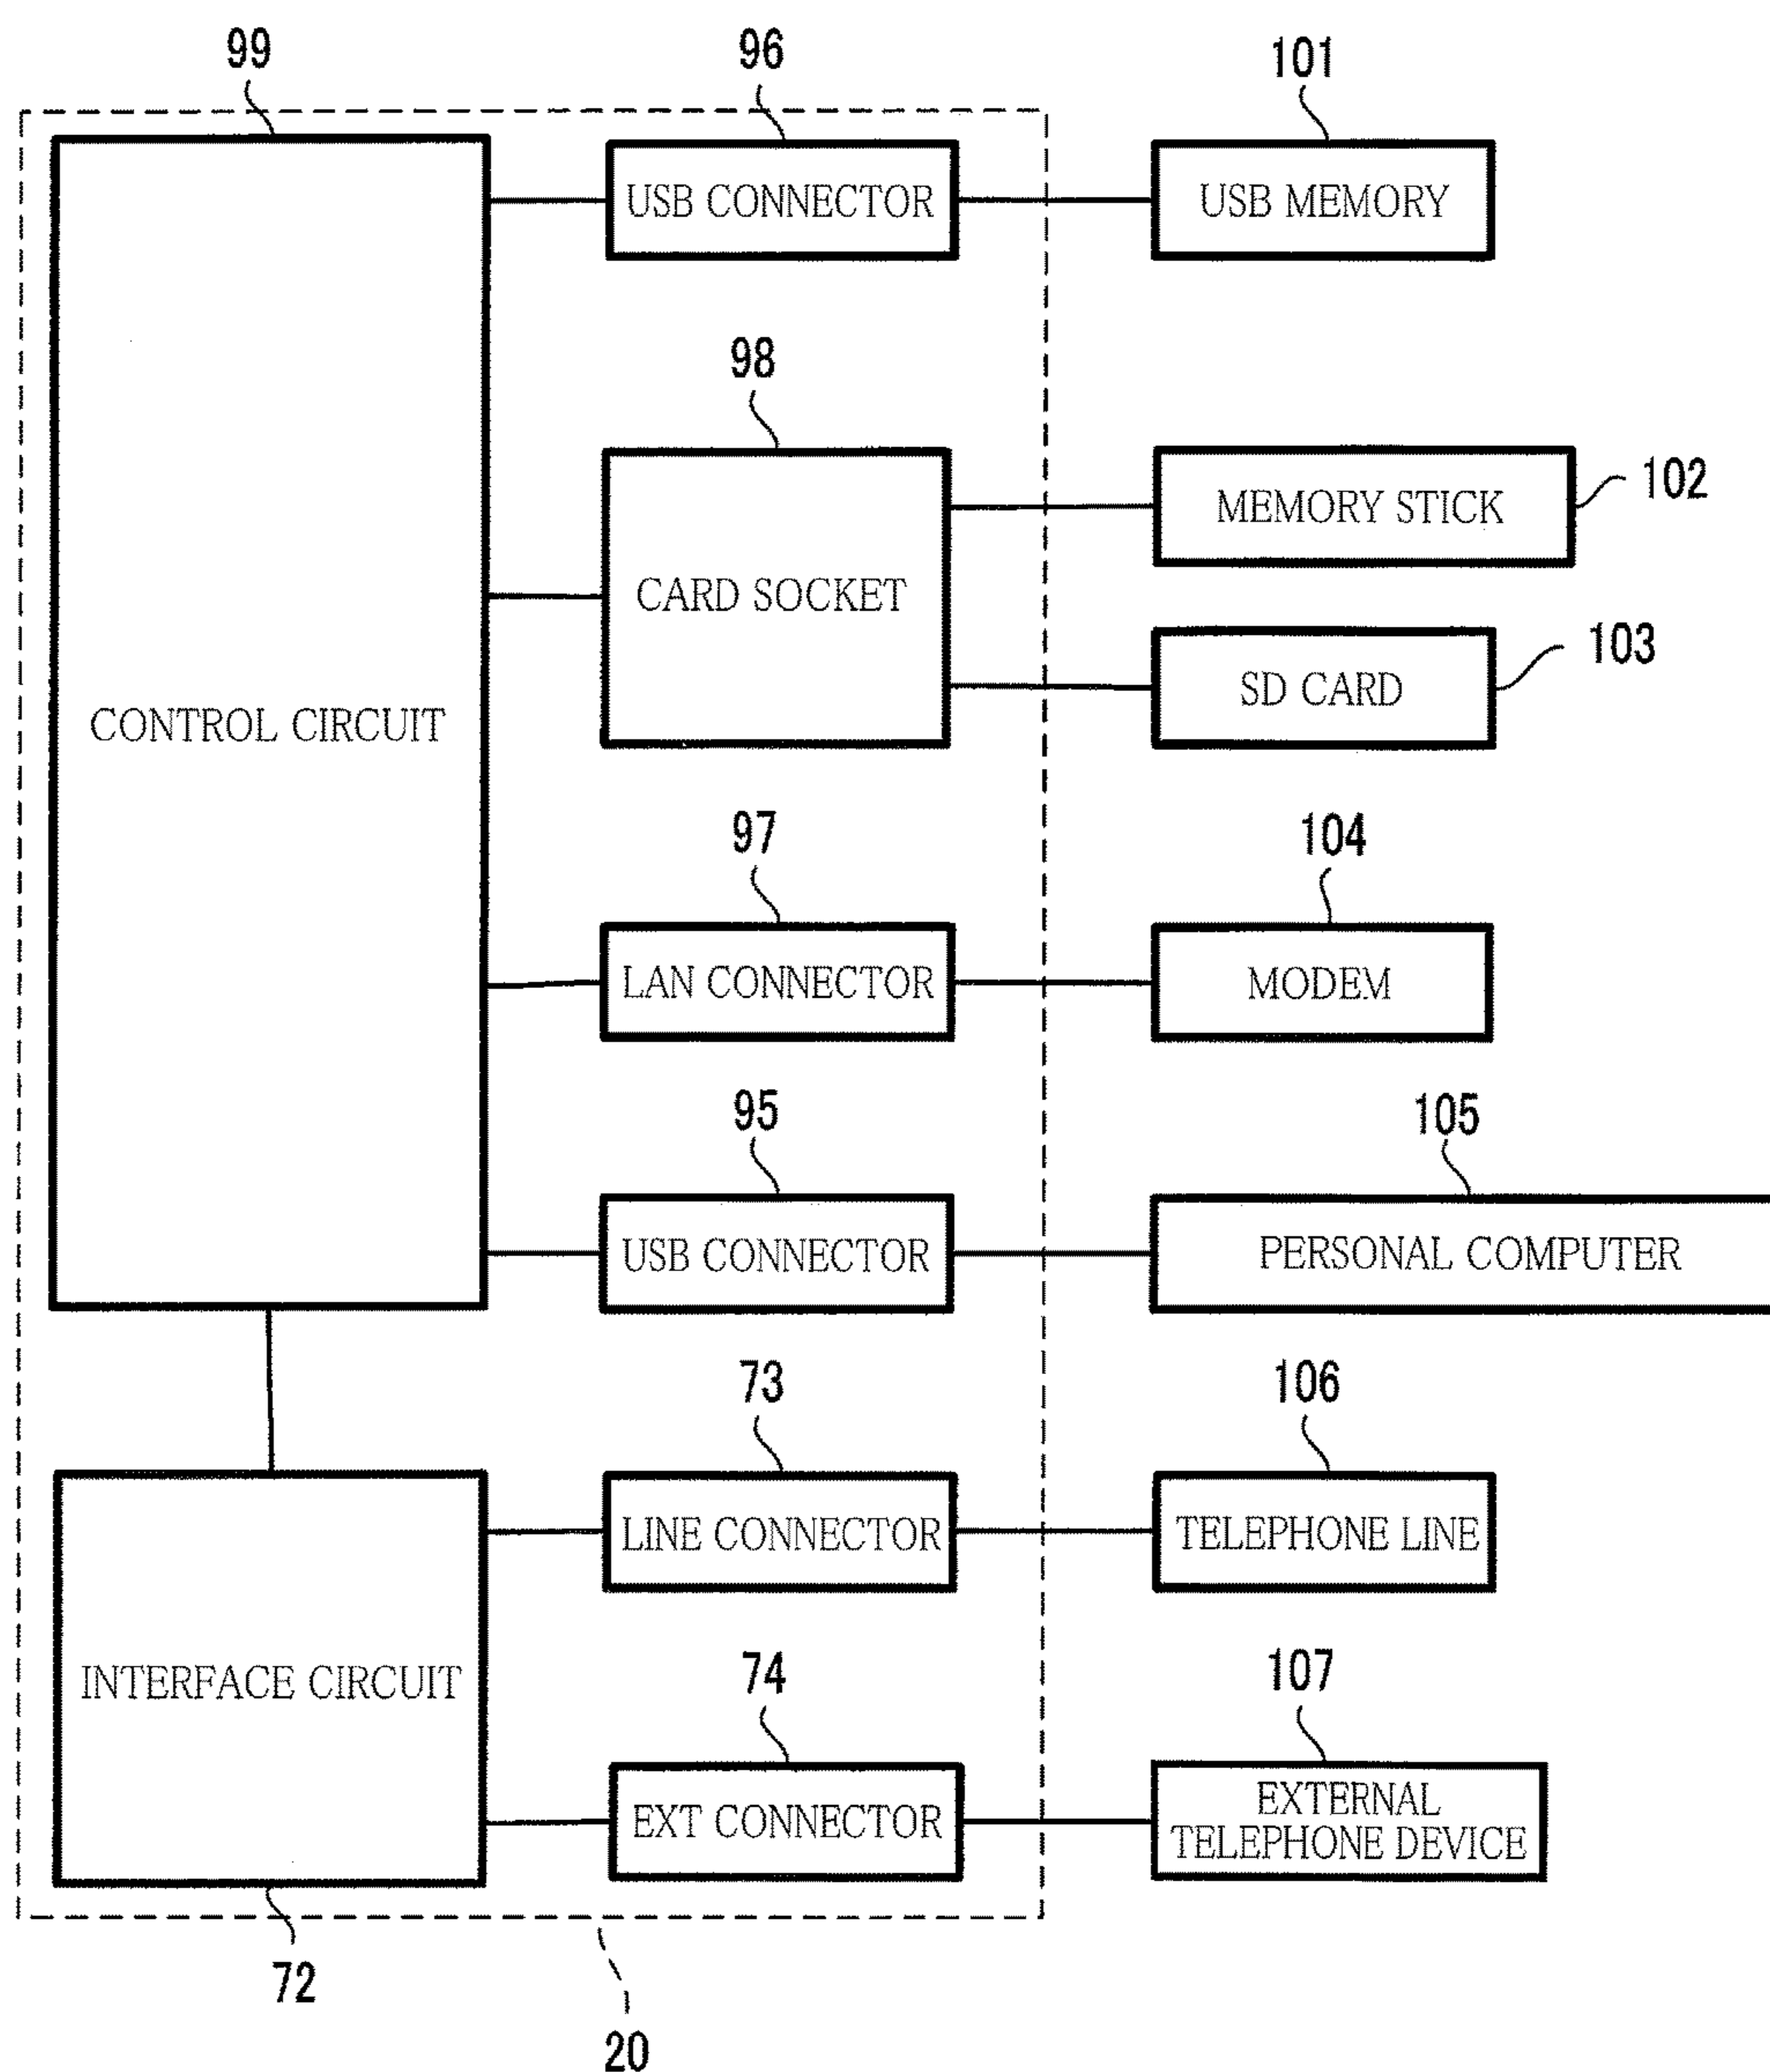 99
96
101
USB CONNECTOR
USB MEMORY
98
MEMORY STICK
102
CARD SOCKET
103
SD CARD
CONTROL CIRCUIT
97
104
LAN CONNECTOR
MODEM
95
105
USB CONNECTOR
PERSONAL COMPUTER
73
106
LINE CONNECTOR
TELEPHONE LINE
74
107
INTERFACE CIRCUIT
EXT CONNECTOR
EXTERNAL
TELEPHONE DEVICE
72
20